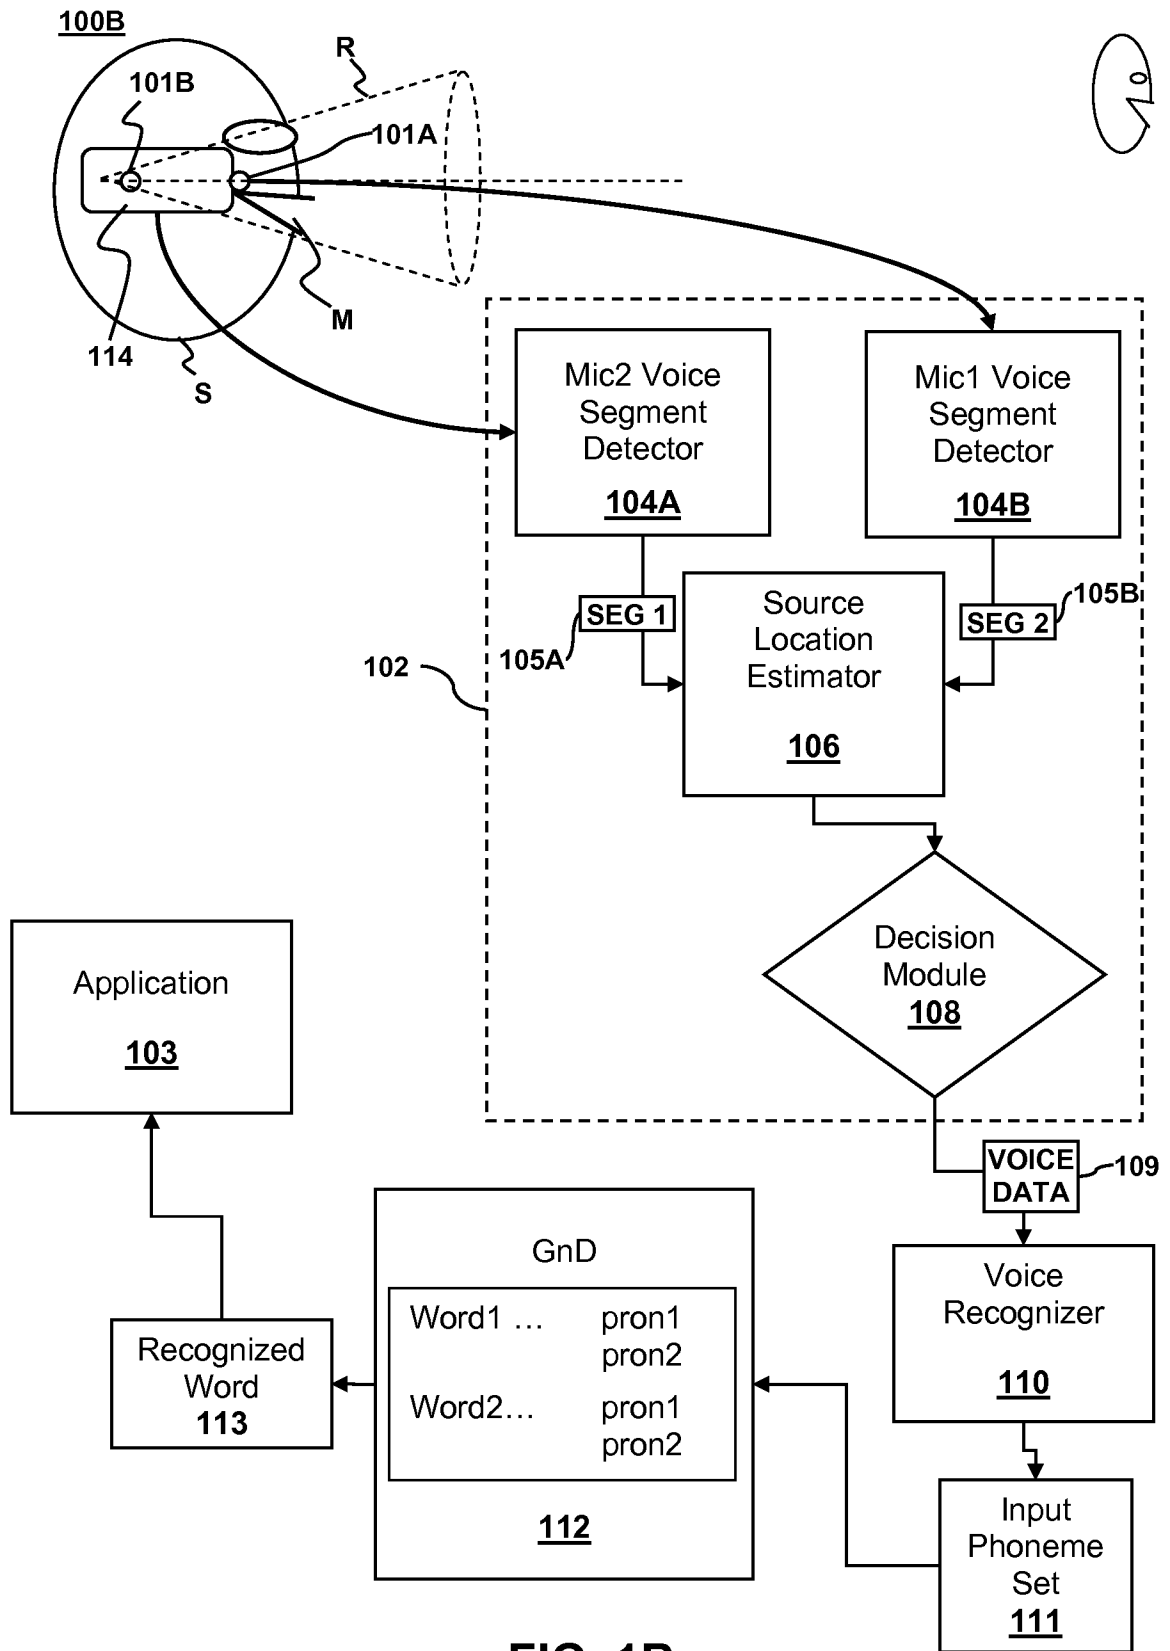 100B
R
101B
101A
M
114
S
Mic2 Voice
Segment
Detector
104A
Mic1 Voice
Segment
Detector
104B
SEG 1
105A
SEG 2
105B
102
Source
Location
Estimator
106
Decision
Module
108
VOICE
DATA
109
Voice
Recognizer
110
Input
Phoneme
Set
111
GnD
Word1 ... pron1
pron2
Word2... pron1
pron2
112
Recognized
Word
113
Application
103